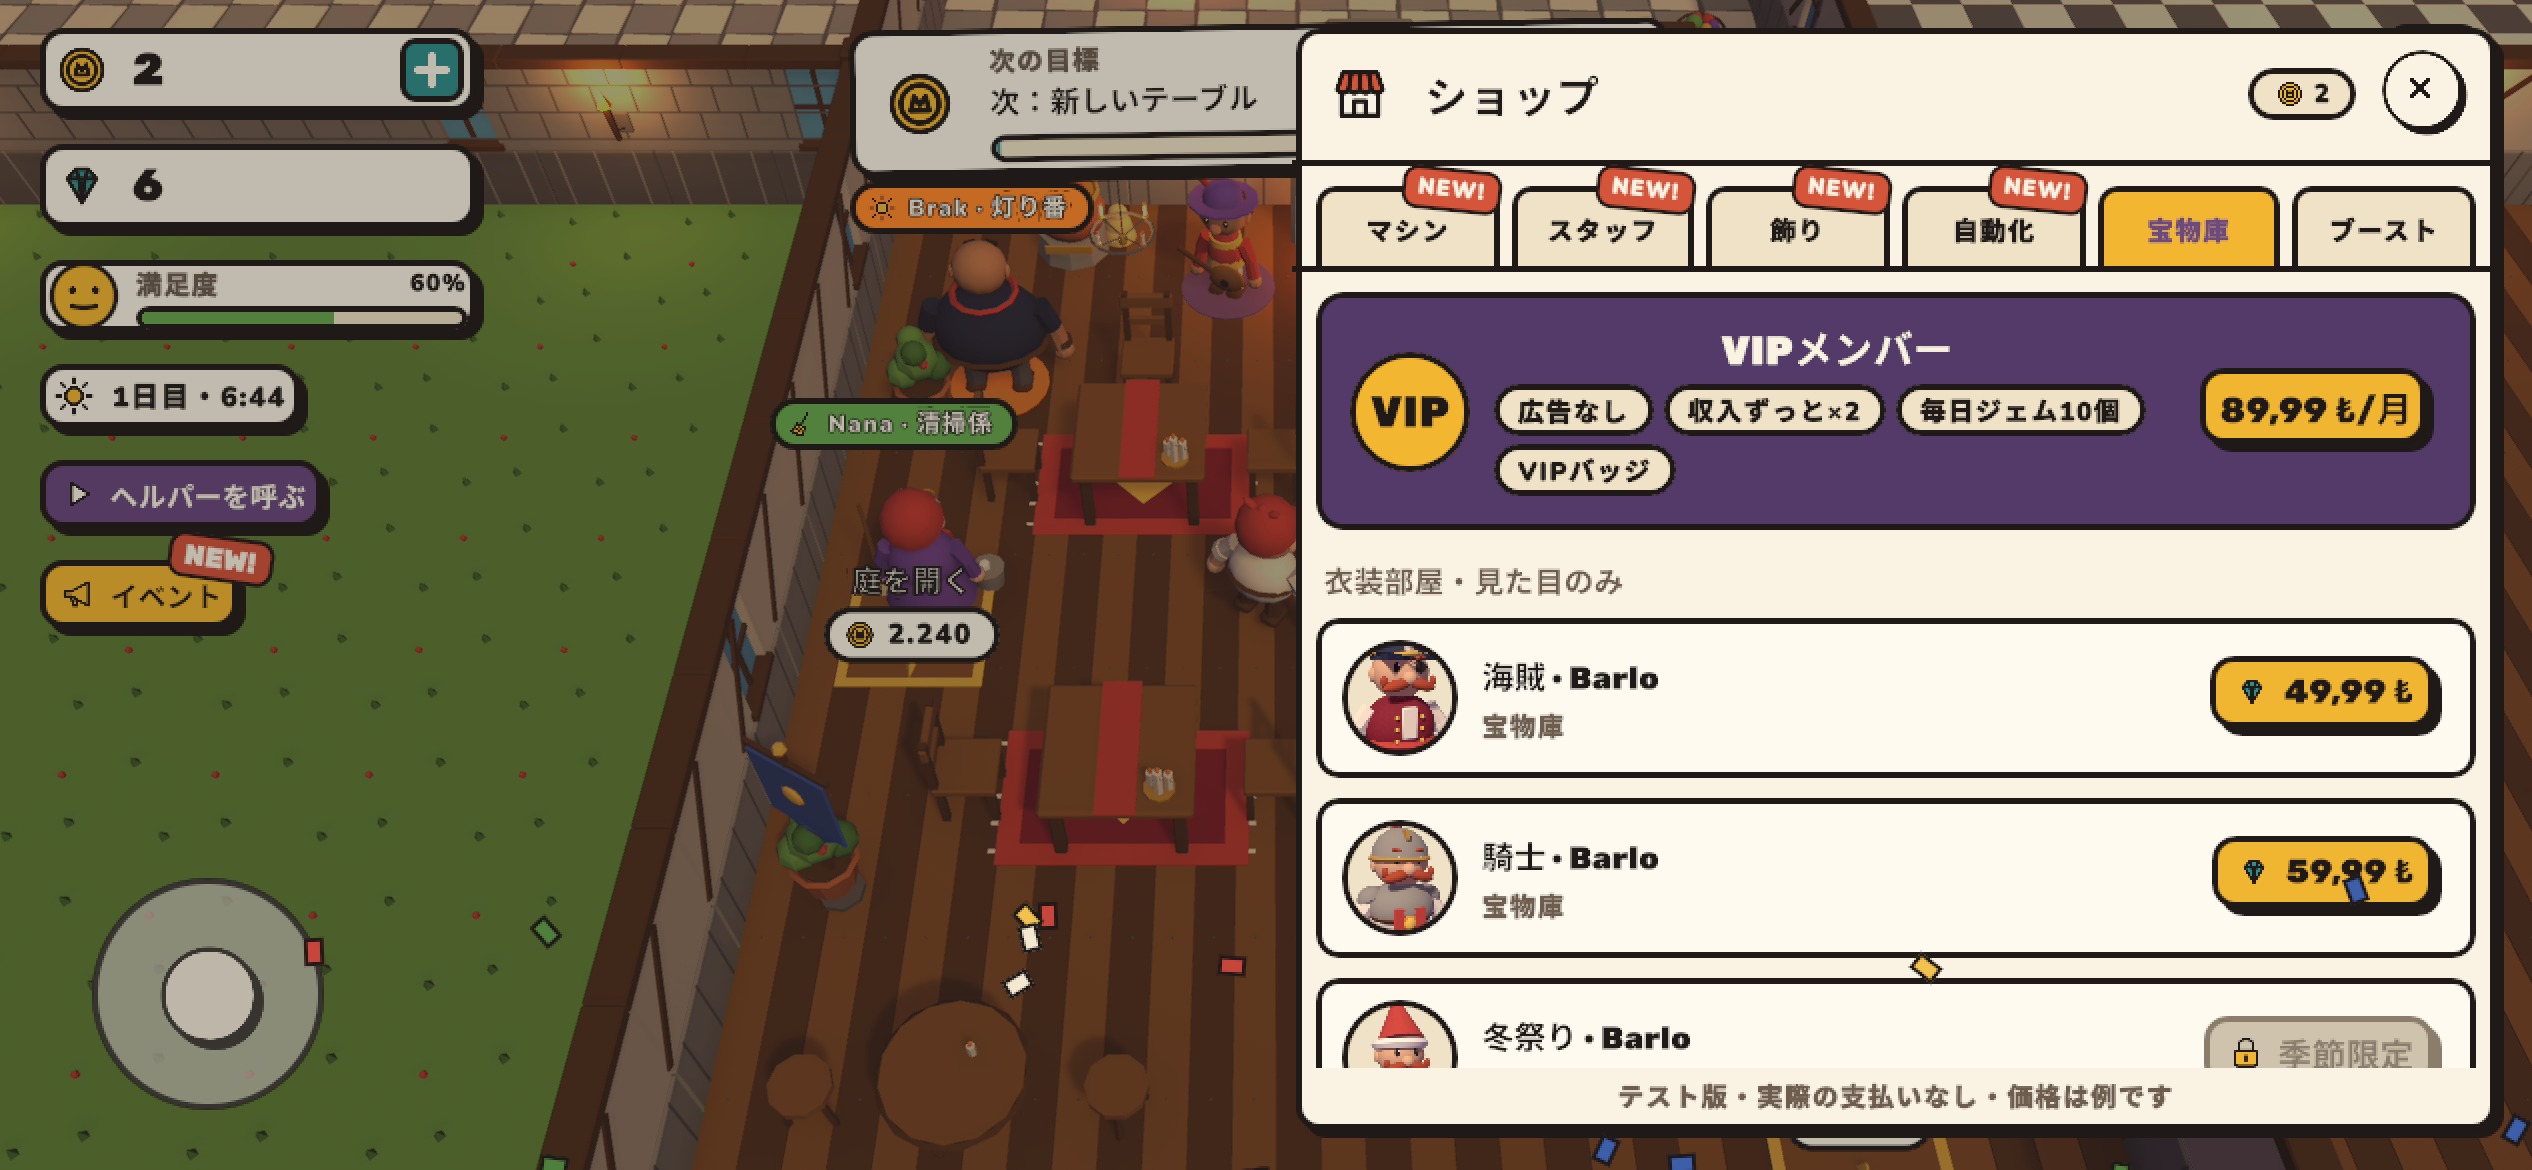 2
6
満足度 60%
1日目・6:44
ヘルパーを呼ぶ
NEW!
イベント
次の目標
次：新しいテーブル
Brak・灯り番
Nana・清掃係
庭を開く
2.240
ショップ
2
×
NEW! NEW! NEW! NEW!
マシン スタッフ 飾り 自動化 宝物庫 ブースト
VIP
VIPメンバー
広告なし 収入ずっと×2 毎日ジェム10個
VIPバッジ
89,99 ₺/月
衣装部屋・見た目のみ
海賊・Barlo
宝物庫
49,99 ₺
騎士・Barlo
宝物庫
59,99 ₺
冬祭り・Barlo
季節限定
テスト版・実際の支払いなし・価格は例です